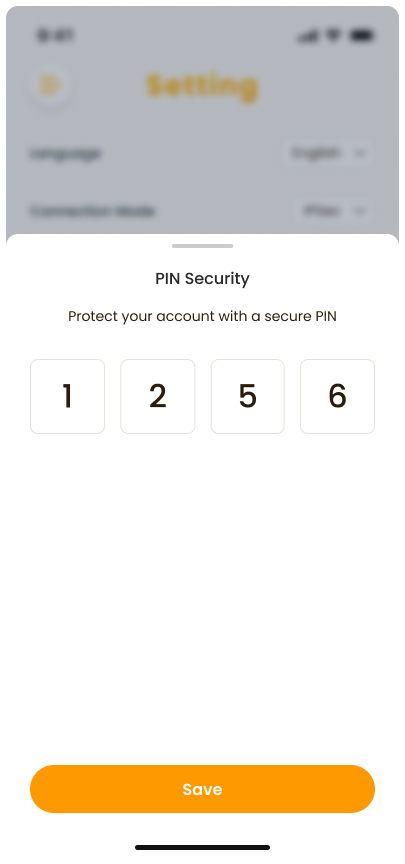 9:41
Setting
Language
English
Connection Mode
IPSec
PIN Security
Protect your account with a secure PIN
1 2 5 6
Save